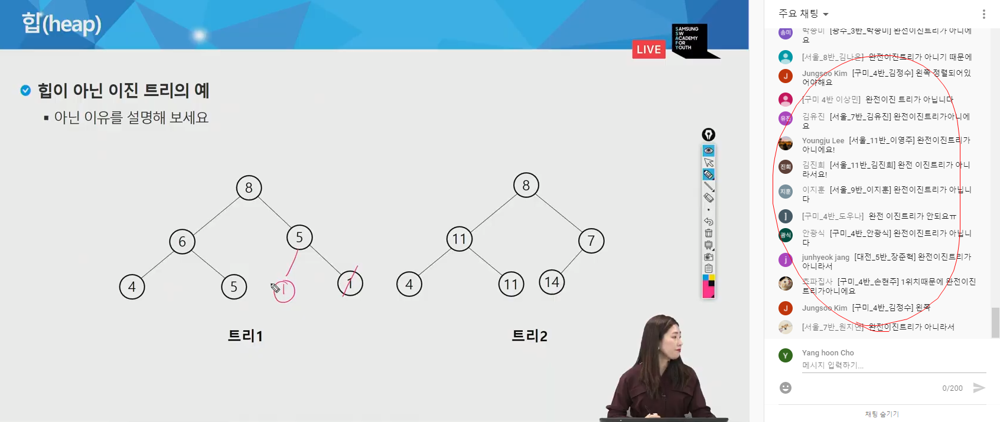 힙(heap)
LIVE
SAMSUNG
SW
ACADEMY
FOR
YOUTH
힙이 아닌 이진 트리의 예
아닌 이유를 설명해 보세요
8
6
5
4
5
1
1
트리1
8
11
7
4
11
14
트리2
주요 채팅
송미
박송미 [광주_3반_박송미] 완전이진트리가 아니에
요
[서울_8반_김나은] 완전이진트리가 아니기 때문에
J
Jungsoo Kim [구미_4반_김정수] 왼쪽 정렬되어있
어야해요
[구미 4반 이상민] 완전이진 트리가 아닙니다
유진
김유진 [서울_7반_김유진] 완전이진트리가아니에
요
Youngju Lee [서울_11반_이영주] 완전이진트리가
아니에요!
진희
김진희 [서울_11반_김진희] 완전 이진트리가 아니
라서요!
지훈
이지훈 [서울_9반_이지훈] 완전이진트리가 아닙니
다
]
[구미_4반_도우나] 완전 이진트리가 안되요ㅠ
광식
안광식 [구미_4반_안광식] 완전이진트리가 아닙니
다
j
junhyeok jang [대전_5반_장준혁] 완전이진트리가
아니라서
초파집사 [구미_4반_손현주] 1위치때문에 완전이진
트리가아니에요
J
Jungsoo Kim [구미_4반_김정수] 왼쪽
[서울_7반_원지연] 완전이진트리가 아니라서
Y
Yang hoon Cho
메시지 입력하기...
0/200
채팅 숨기기